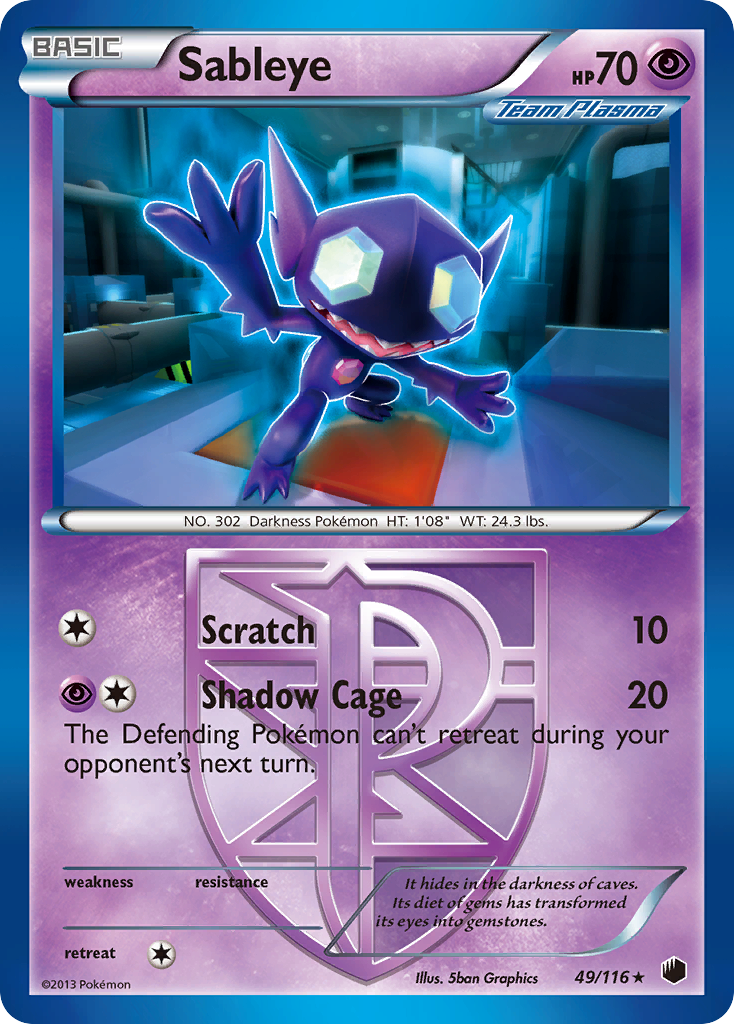 BASIC
Sableye
HP70
Team Plasma
NO. 302 Darkness Pokémon HT: 1'08" WT: 24.3 lbs.
Scratch 10
Shadow Cage 20
The Defending Pokémon can't retreat during your
opponent's next turn.
weakness resistance
It hides in the darkness of caves.
Its diet of gems has transformed
its eyes into gemstones.
retreat
©2013 Pokémon
Illus. 5ban Graphics
49/116★